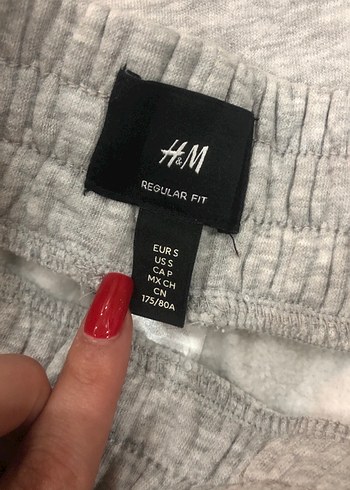 H&M
REGULAR FIT
EUR S
US S
CA P
MX CH
CN
175/80A